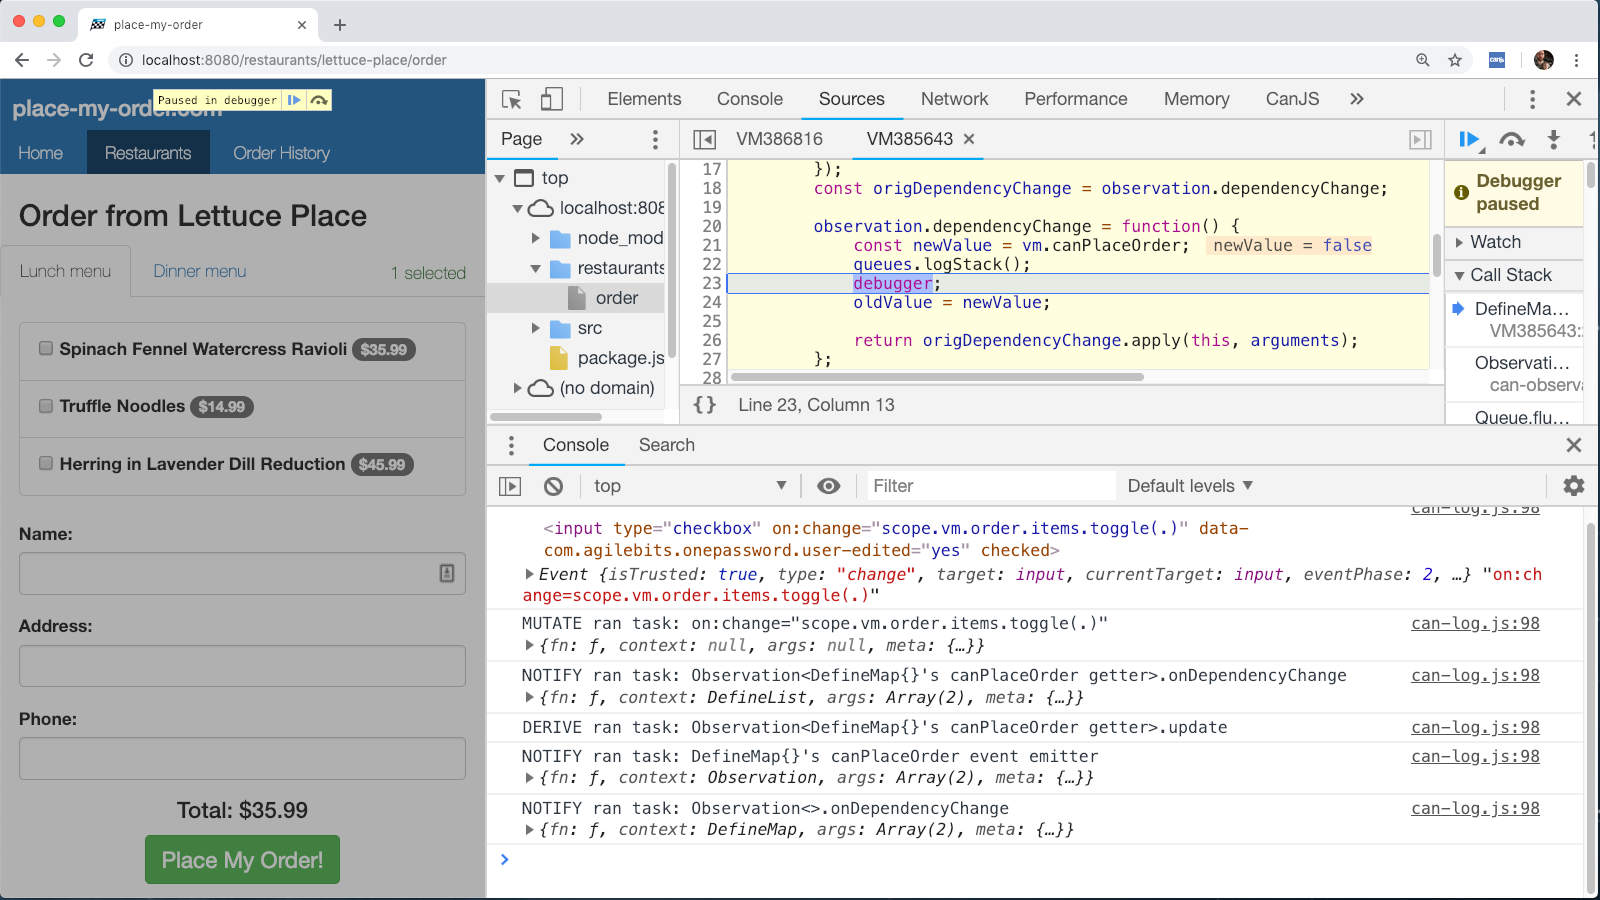 place-my-order
localhost:8080/restaurants/lettuce-place/order
place-my-order.com
Paused in debugger
Home
Restaurants
Order History
Order from Lettuce Place
Lunch menu
Dinner menu
1 selected
Spinach Fennel Watercress Ravioli $35.99
Truffle Noodles $14.99
Herring in Lavender Dill Reduction $45.99
Name:
Address:
Phone:
Total: $35.99
Place My Order!
Elements
Console
Sources
Network
Performance
Memory
CanJS
Page
VM386816
VM385643
top
localhost:808
node_mod
restaurants
order
src
package.js
(no domain)
17 });
18 const origDependencyChange = observation.dependencyChange;
19
20 observation.dependencyChange = function() {
21 const newValue = vm.canPlaceOrder; newValue = false
22 queues.logStack();
23 debugger;
24 oldValue = newValue;
25
26 return origDependencyChange.apply(this, arguments);
27 };
28
{} Line 23, Column 13
Debugger
paused
Watch
Call Stack
DefineMa…
VM385643:
Observati…
can-observ
Queue.flu…
Console
Search
top
Filter
Default levels
can-log.js:98
<input type="checkbox" on:change="scope.vm.order.items.toggle(.)" data-
com.agilebits.onepassword.user-edited="yes" checked>
Event {isTrusted: true, type: "change", target: input, currentTarget: input, eventPhase: 2, …} "on:ch
ange=scope.vm.order.items.toggle(.)"
MUTATE ran task: on:change="scope.vm.order.items.toggle(.)" can-log.js:98
{fn: ƒ, context: null, args: null, meta: {…}}
NOTIFY ran task: Observation<DefineMap{}'s canPlaceOrder getter>.onDependencyChange can-log.js:98
{fn: ƒ, context: DefineList, args: Array(2), meta: {…}}
DERIVE ran task: Observation<DefineMap{}'s canPlaceOrder getter>.update can-log.js:98
NOTIFY ran task: DefineMap{}'s canPlaceOrder event emitter can-log.js:98
{fn: ƒ, context: Observation, args: Array(2), meta: {…}}
NOTIFY ran task: Observation<>.onDependencyChange can-log.js:98
{fn: ƒ, context: DefineMap, args: Array(2), meta: {…}}